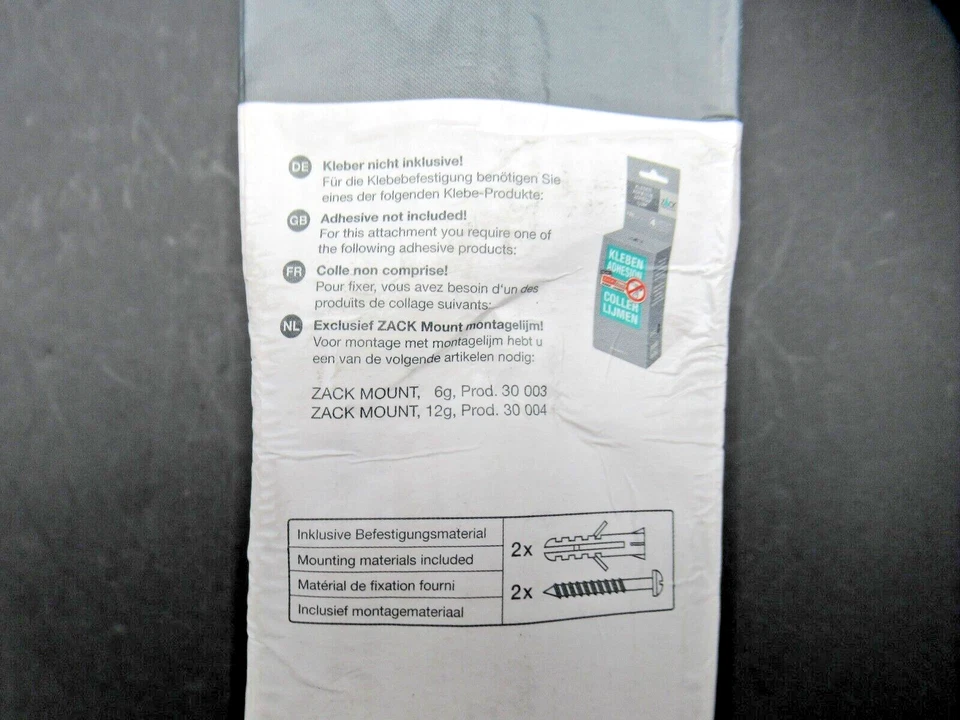 DE Kleber nicht inklusive!
Für die Klebebefestigung benötigen Sie
eines der folgenden Klebe-Produkte:
GB Adhesive not included!
For this attachment you require one of
the following adhesive products:
FR Colle non comprise!
Pour fixer, vous avez besoin d'un des
produits de collage suivants:
NL Exclusief ZACK Mount montagelijm!
Voor montage met montagelijm hebt u
een van de volgende artikelen nodig:
ZACK MOUNT, 6g, Prod. 30 003
ZACK MOUNT, 12g, Prod. 30 004
KLEBEN
ADHESION
COLLER
LIJMEN
Inklusive Befestigungsmaterial
Mounting materials included
Matérial de fixation fourni
Inclusief montagemateriaal
2x
2x